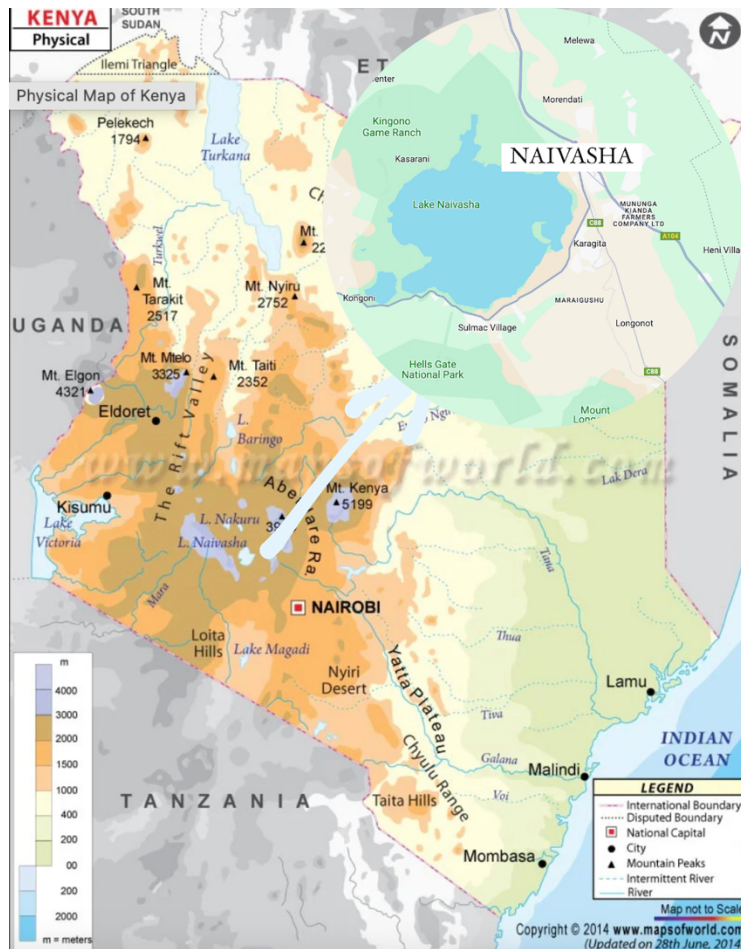 KENYA
Physical
SOUTH
SUDAN
Ilemi Triangle
ET
Physical Map of Kenya
Pelekech
1794
Lake
Turkana
Turkwel
Mt.
Mt.
Tarakit
2517
Mt. Nyiru
2752
UGANDA
Mt. Mtelo
3325
Mt. Taiti
2352
Mt. Elgon
4321
Eldoret
The Rift Valley
L.
Baringo
www.mapsofworld.com
Lak Dera
Kisumu
Lake
Victoria
L. Nakuru
L. Naivasha
Mt. Kenya
5199
Tana
Mara
NAIROBI
Loita
Hills
Lake Magadi
Nyiri
Desert
Yatta Plateau
Thua
Tiva
Galana
Lamu
Malindi
Chyulu Range
Voi
Taita Hills
Mombasa
TANZANIA
SOMALIA
INDIAN
OCEAN
Melewa
Morendati
Kingono
Game Ranch
Kasarani
NAIVASHA
Lake Naivasha
MUNUNGA
KIANDA
FARMERS
COMPANY LTD
C88
A104
Karagita
Heni Villa
Kongoni
MARAIGUSHU
Sulmac Village
Longonot
Hells Gate
National Park
C88
Mount
N
m
4000
3000
2000
1500
1000
400
200
00
200
2000
m = meters
LEGEND
International Boundary
Disputed Boundary
National Capital
City
Mountain Peaks
Intermittent River
River
Map not to Scale
Copyright © 2014 www.mapsofworld.com
(Updated on 28th June, 201